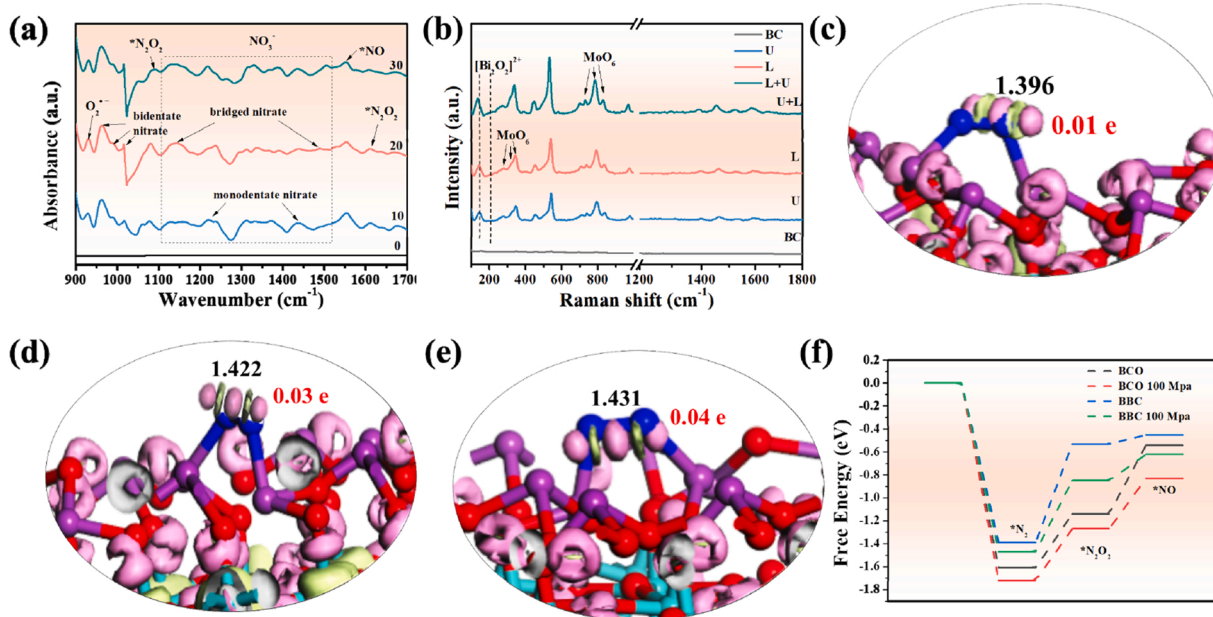 (a)
*N₂O₂
NO₃⁻
*NO
30
O₂•⁻
bidentate
nitrate
bridged nitrate
*N₂O₂
20
monodentate nitrate
10
0
Absorbance (a.u.)
900 1000 1100 1200 1300 1400 1500 1600 1700
Wavenumber (cm⁻¹)
(b)
BC
U
L
L+U
[Bi₂O₂]²⁺
MoO₆
U+L
MoO₆
L
U
BC
Intensity (a.u.)
200 400 600 800 1200 1400 1600 1800
Raman shift (cm⁻¹)
(c)
1.396
0.01 e
(d)
1.422
0.03 e
(e)
1.431
0.04 e
(f)
BCO
BCO 100 Mpa
BBC
BBC 100 Mpa
*N₂
*N₂O₂
*NO
Free Energy (eV)
0.2
0.0
-0.2
-0.4
-0.6
-0.8
-1.0
-1.2
-1.4
-1.6
-1.8